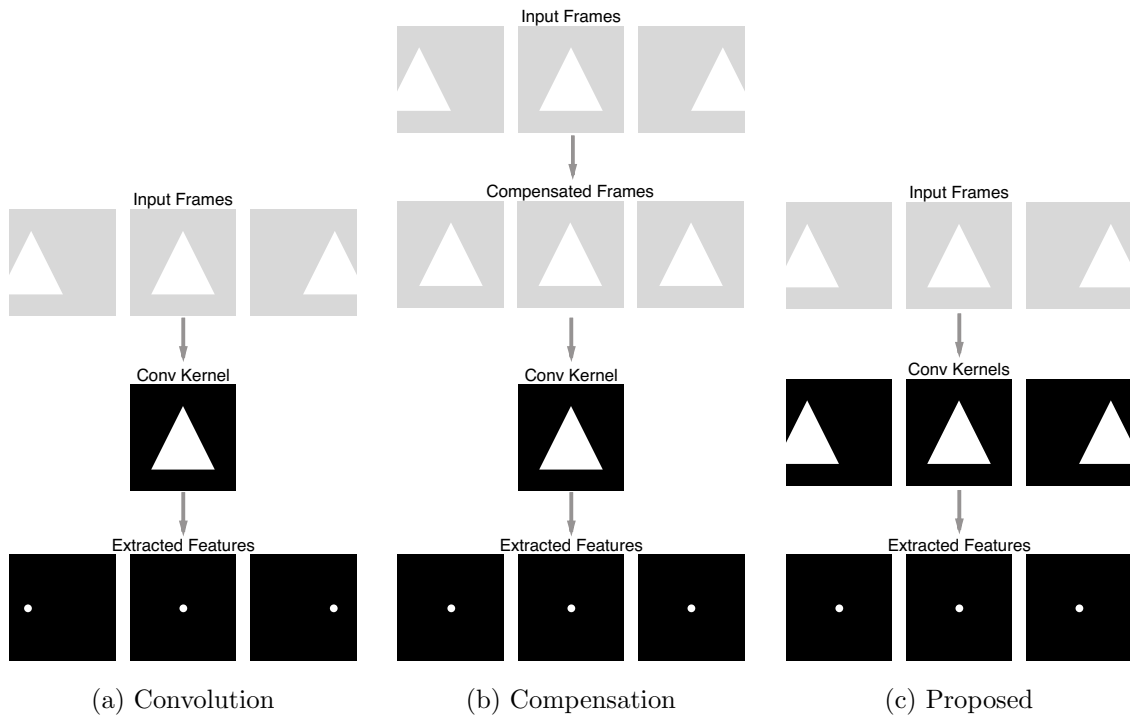 Input Frames
Conv Kernel
Extracted Features
(a) Convolution
Input Frames
Compensated Frames
Conv Kernel
Extracted Features
(b) Compensation
Input Frames
Conv Kernels
Extracted Features
(c) Proposed